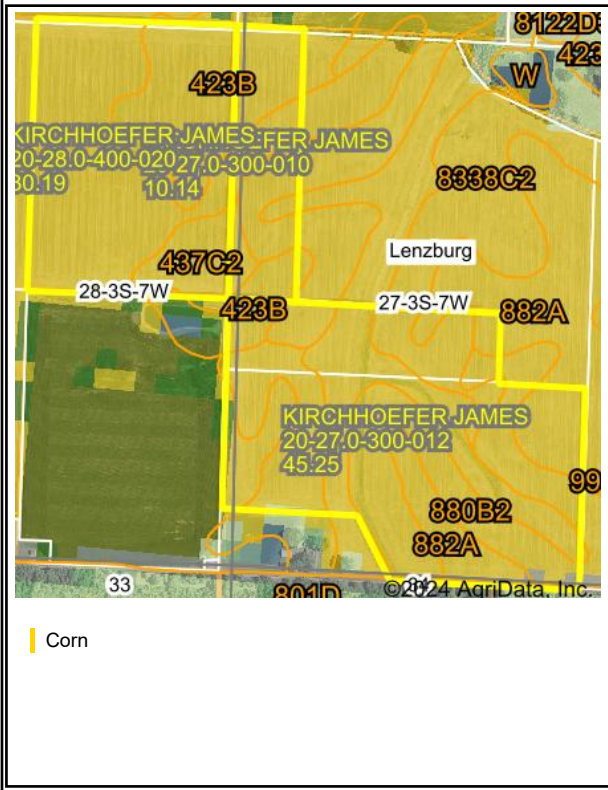 8122D3
423
W
423B
KIRCHHOEFER JAMES
20-28.0-400-020
30.19
FER JAMES
27.0-300-010
10.14
8338C2
Lenzburg
437C2
28-3S-7W
423B
27-3S-7W
882A
KIRCHHOEFER JAMES
20-27.0-300-012
45.25
99
880B2
882A
33
34
801D
©2024 AgriData, Inc.
Corn